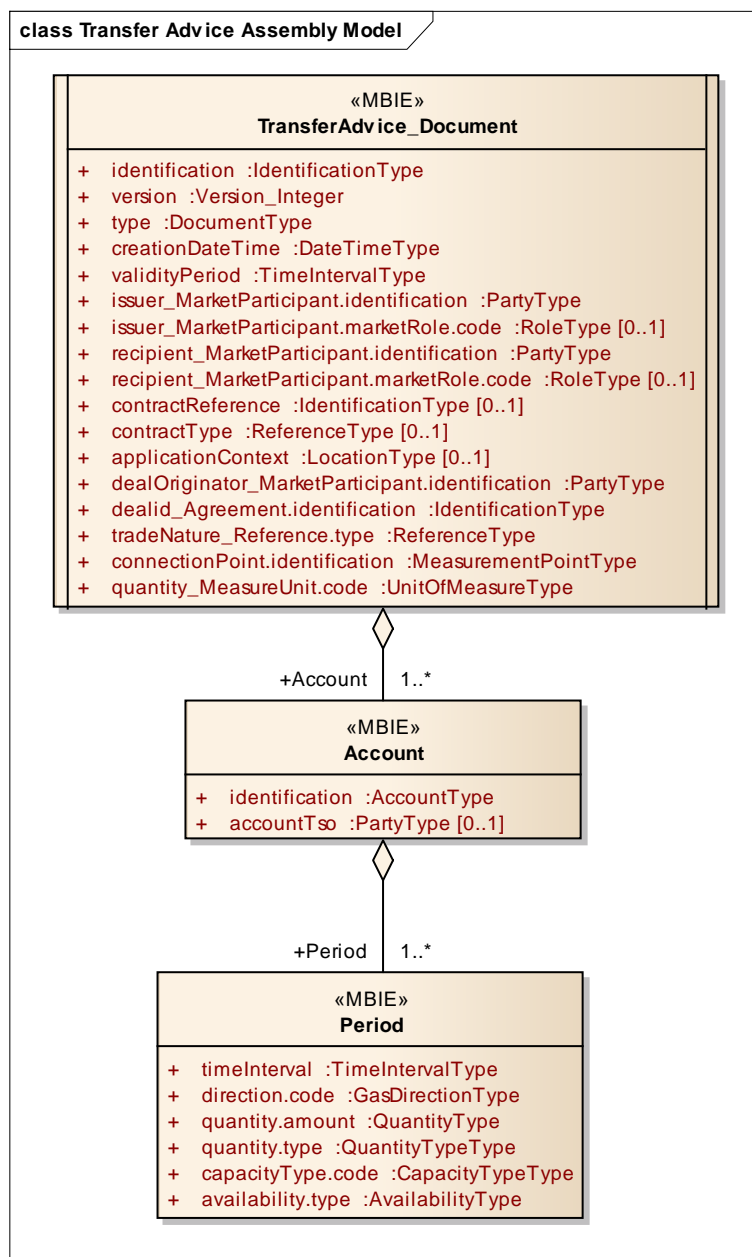 class Transfer Advice Assembly Model
«MBIE»
TransferAdvice_Document
+ identification :IdentificationType
+ version :Version_Integer
+ type :DocumentType
+ creationDateTime :DateTimeType
+ validityPeriod :TimeIntervalType
+ issuer_MarketParticipant.identification :PartyType
+ issuer_MarketParticipant.marketRole.code :RoleType [0..1]
+ recipient_MarketParticipant.identification :PartyType
+ recipient_MarketParticipant.marketRole.code :RoleType [0..1]
+ contractReference :IdentificationType [0..1]
+ contractType :ReferenceType [0..1]
+ applicationContext :LocationType [0..1]
+ dealOriginator_MarketParticipant.identification :PartyType
+ dealid_Agreement.identification :IdentificationType
+ tradeNature_Reference.type :ReferenceType
+ connectionPoint.identification :MeasurementPointType
+ quantity_MeasureUnit.code :UnitOfMeasureType
+Account 1..*
«MBIE»
Account
+ identification :AccountType
+ accountTso :PartyType [0..1]
+Period 1..*
«MBIE»
Period
+ timeInterval :TimeIntervalType
+ direction.code :GasDirectionType
+ quantity.amount :QuantityType
+ quantity.type :QuantityTypeType
+ capacityType.code :CapacityTypeType
+ availability.type :AvailabilityType